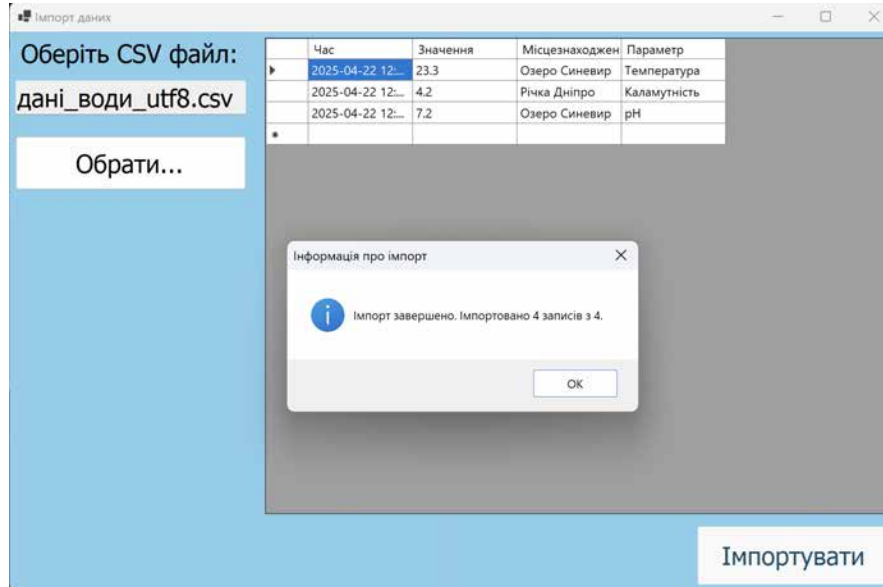 Імпорт даних
Оберіть CSV файл:
дані_води_utf8.csv
Обрати...
Час Значення Місцезнаходжен Параметр
2025-04-22 12:... 23.3 Озеро Синевир Температура
2025-04-22 12:... 4.2 Річка Дніпро Каламутність
2025-04-22 12:... 7.2 Озеро Синевир pH
Інформація про імпорт
Імпорт завершено. Імпортовано 4 записів з 4.
OK
Імпортувати